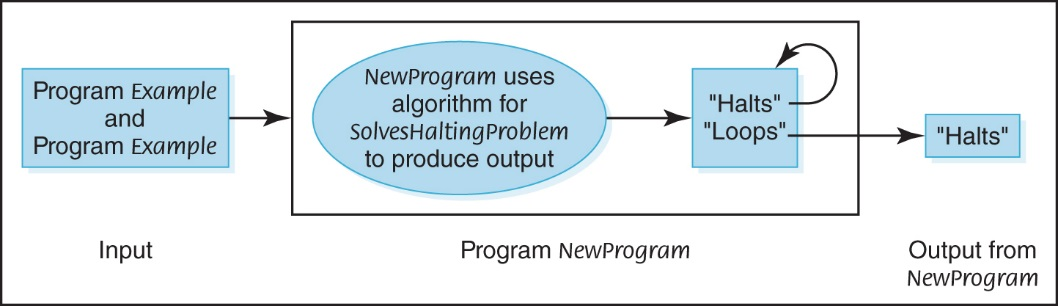 Program Example
and
Program Example
NewProgram uses
algorithm for
SolvesHaltingProblem
to produce output
"Halts"
"Loops"
"Halts"
Input
Program NewProgram
Output from
NewProgram